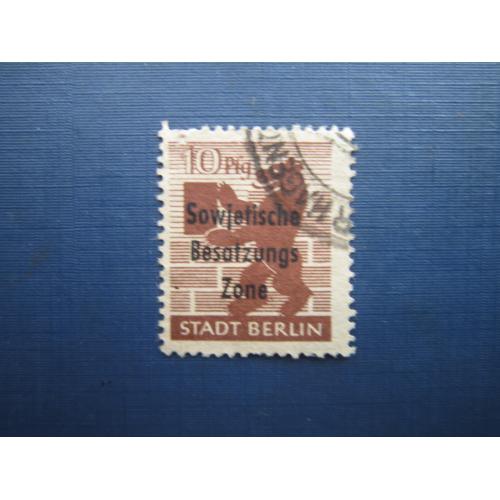 10 Pfg
Sowjetische
Besatzungs
Zone
STADT BERLIN